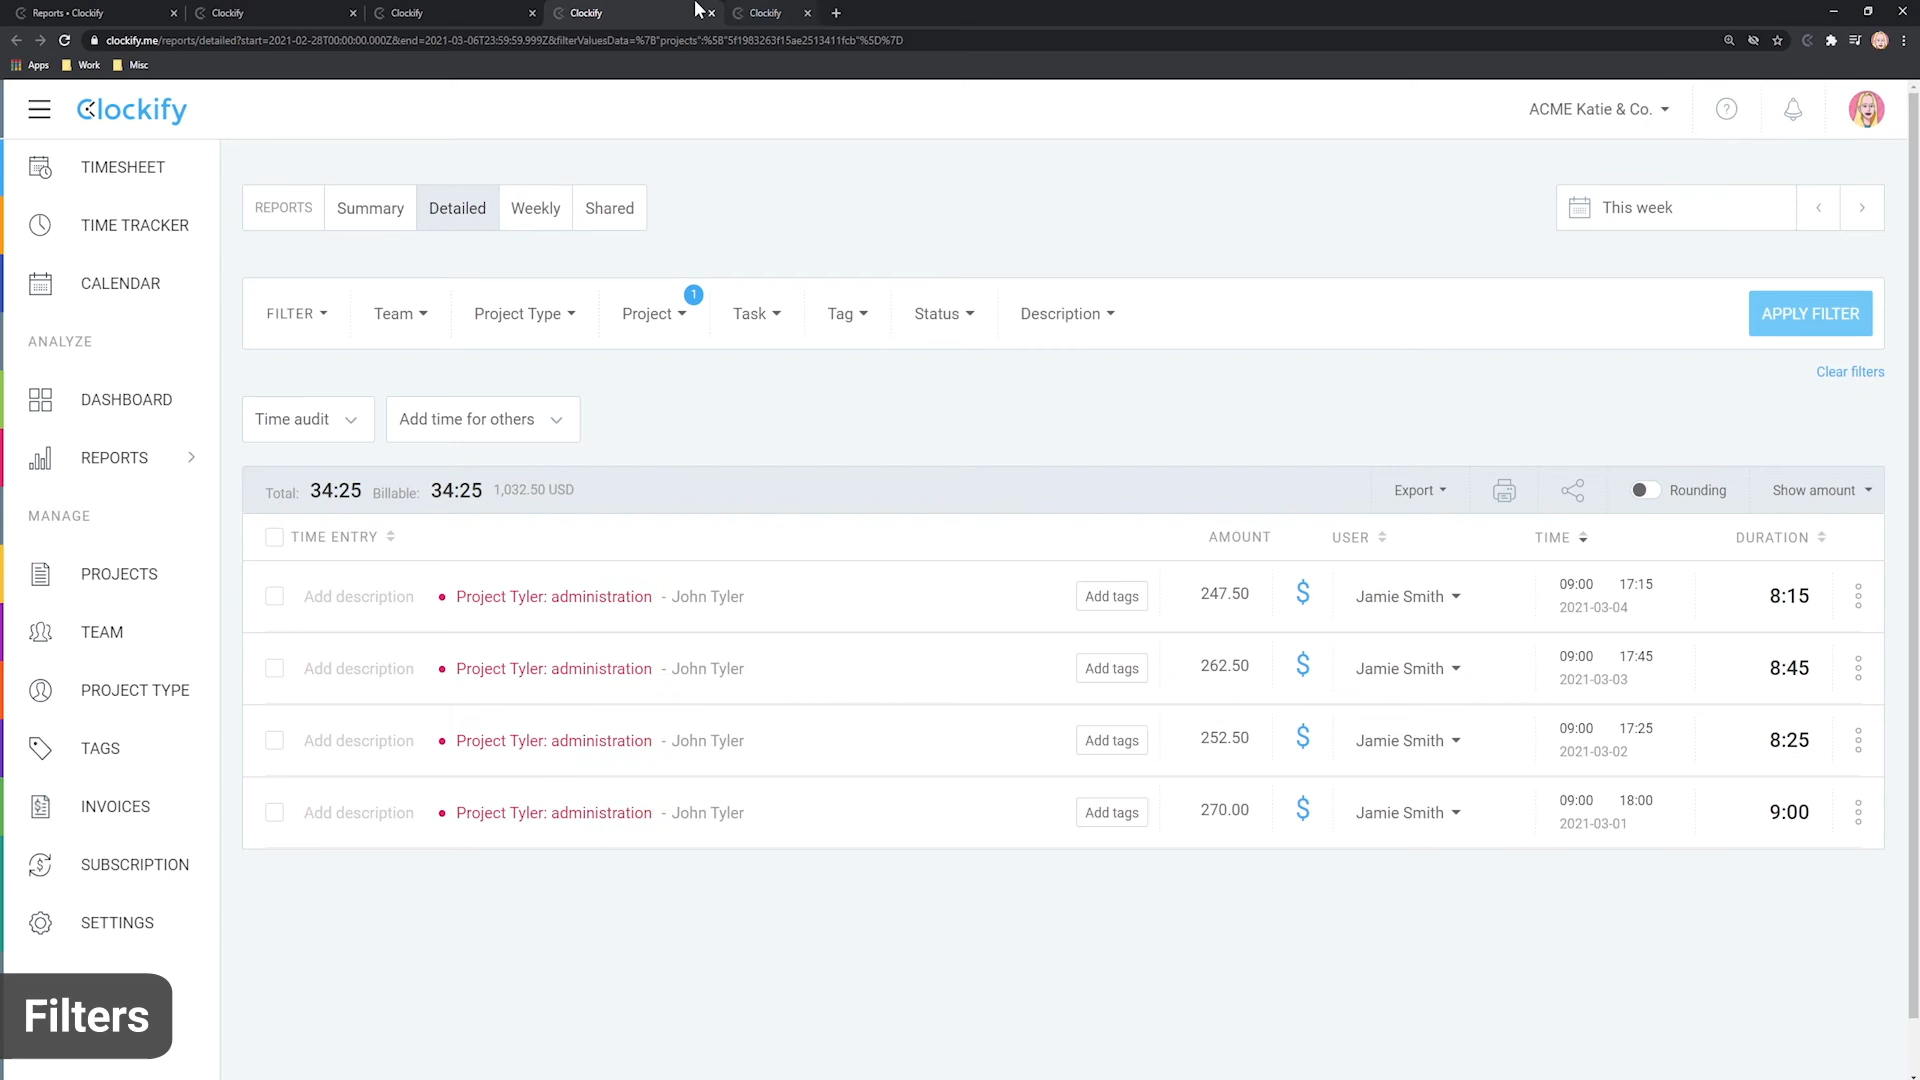 Reports • Clockify
Clockify
Clockify
Clockify
Clockify
clockify.me/reports/detailed?start=2021-02-28T00:00:00.000Z&end=2021-03-06T23:59:59.999Z&filterValuesData=%7B"projects":%5B"5f1983263f15ae2513411fcb"%5D%7D
Apps Work Misc
Clockify
ACME Katie & Co.
TIMESHEET
TIME TRACKER
CALENDAR
ANALYZE
DASHBOARD
REPORTS
MANAGE
PROJECTS
TEAM
PROJECT TYPE
TAGS
INVOICES
SUBSCRIPTION
SETTINGS
Filters
REPORTS Summary Detailed Weekly Shared
This week
FILTER Team Project Type Project 1 Task Tag Status Description APPLY FILTER
Clear filters
Time audit Add time for others
Total: 34:25 Billable: 34:25 1,032.50 USD Export Rounding Show amount
TIME ENTRY AMOUNT USER TIME DURATION
Add description • Project Tyler: administration - John Tyler Add tags 247.50 $ Jamie Smith 09:00 17:15 8:15
2021-03-04
Add description • Project Tyler: administration - John Tyler Add tags 262.50 $ Jamie Smith 09:00 17:45 8:45
2021-03-03
Add description • Project Tyler: administration - John Tyler Add tags 252.50 $ Jamie Smith 09:00 17:25 8:25
2021-03-02
Add description • Project Tyler: administration - John Tyler Add tags 270.00 $ Jamie Smith 09:00 18:00 9:00
2021-03-01